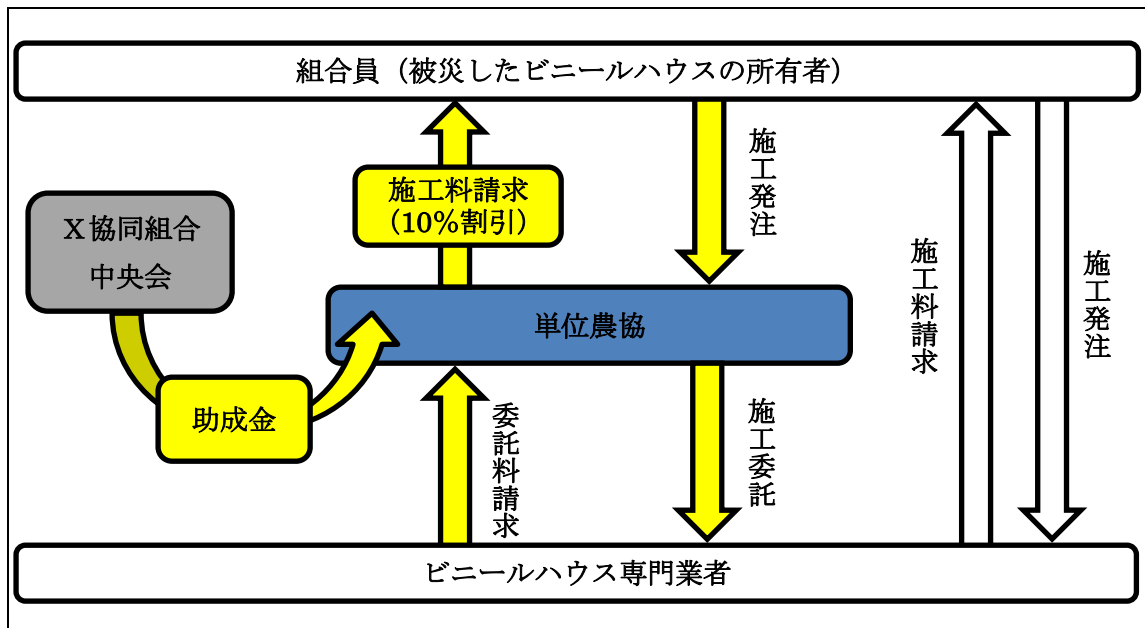 組合員（被災したビニールハウスの所有者）
施工料請求
（10％割引）
施工発注
X協同組合
中央会
単位農協
助成金
委託料請求
施工委託
施工料請求
施工発注
ビニールハウス専門業者